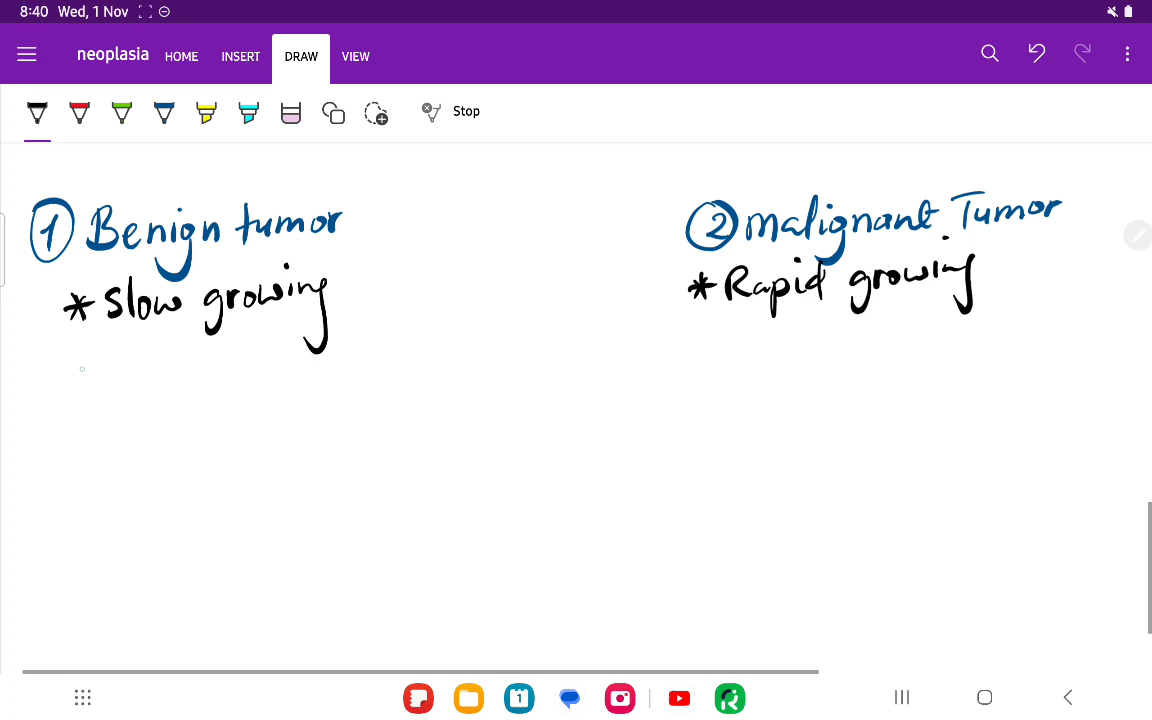 8:40 Wed, 1 Nov
neoplasia HOME INSERT DRAW VIEW
Stop
1 Benign tumor
* Slow growing
2 Malignant Tumor
* Rapid growing
1